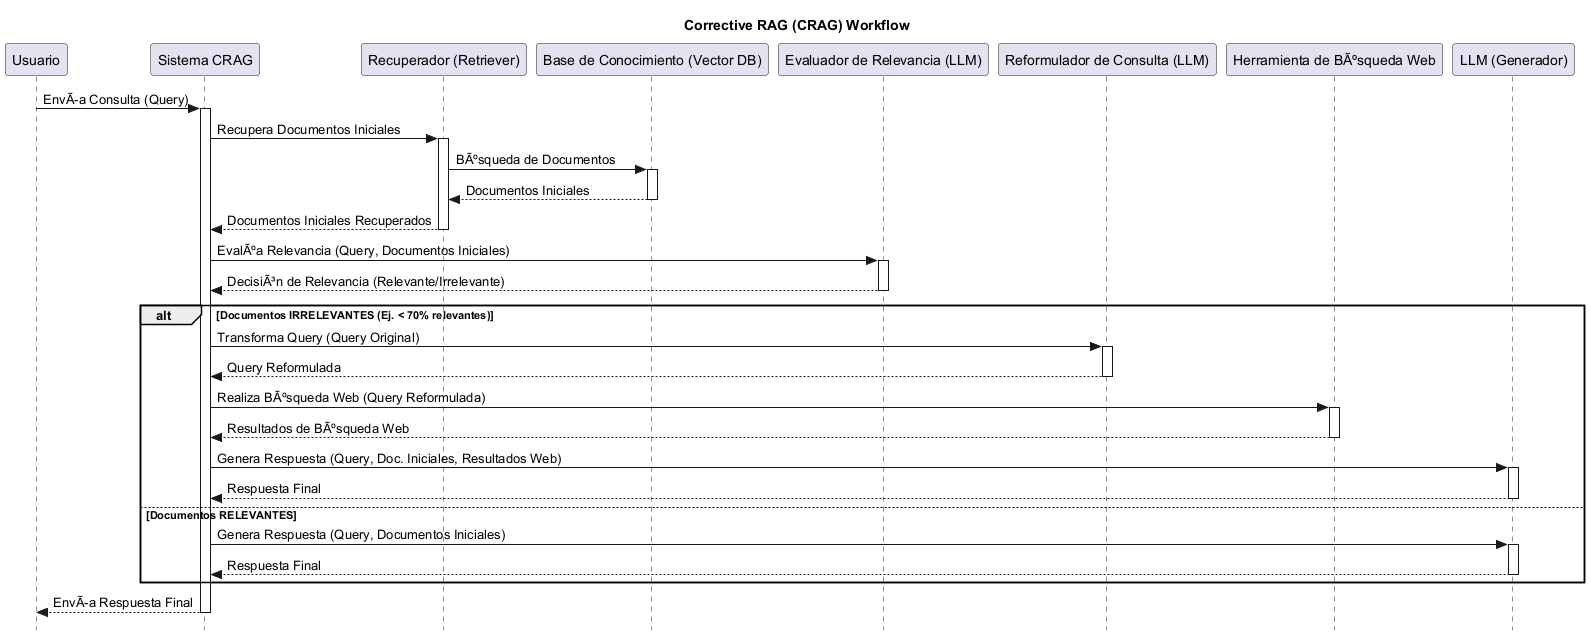 Corrective RAG (CRAG) Workflow
Usuario
Sistema CRAG
Recuperador (Retriever)
Base de Conocimiento (Vector DB)
Evaluador de Relevancia (LLM)
Reformulador de Consulta (LLM)
Herramienta de BÃºsqueda Web
LLM (Generador)
EnvÃ-a Consulta (Query)
Recupera Documentos Iniciales
BÃºsqueda de Documentos
Documentos Iniciales
Documentos Iniciales Recuperados
EvalÃºa Relevancia (Query, Documentos Iniciales)
DecisiÃ³n de Relevancia (Relevante/Irrelevante)
alt
[Documentos IRRELEVANTES (Ej. < 70% relevantes)]
Transforma Query (Query Original)
Query Reformulada
Realiza BÃºsqueda Web (Query Reformulada)
Resultados de BÃºsqueda Web
Genera Respuesta (Query, Doc. Iniciales, Resultados Web)
Respuesta Final
[Documentos RELEVANTES]
Genera Respuesta (Query, Documentos Iniciales)
Respuesta Final
EnvÃ-a Respuesta Final